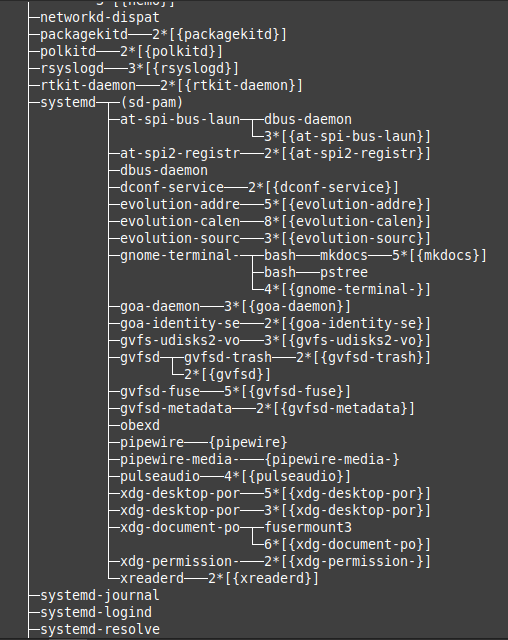 ├─networkd-dispat
├─packagekitd───2*[{packagekitd}]
├─polkitd───2*[{polkitd}]
├─rsyslogd───3*[{rsyslogd}]
├─rtkit-daemon───2*[{rtkit-daemon}]
├─systemd─┬─(sd-pam)
│         ├─at-spi-bus-laun─┬─dbus-daemon
│         │                 └─3*[{at-spi-bus-laun}]
│         ├─at-spi2-registr───2*[{at-spi2-registr}]
│         ├─dbus-daemon
│         ├─dconf-service───2*[{dconf-service}]
│         ├─evolution-addre───5*[{evolution-addre}]
│         ├─evolution-calen───8*[{evolution-calen}]
│         ├─evolution-sourc───3*[{evolution-sourc}]
│         ├─gnome-terminal-─┬─bash───mkdocs───5*[{mkdocs}]
│         │                 ├─bash───pstree
│         │                 └─4*[{gnome-terminal-}]
│         ├─goa-daemon───3*[{goa-daemon}]
│         ├─goa-identity-se───2*[{goa-identity-se}]
│         ├─gvfs-udisks2-vo───3*[{gvfs-udisks2-vo}]
│         ├─gvfsd─┬─gvfsd-trash───2*[{gvfsd-trash}]
│         │       └─2*[{gvfsd}]
│         ├─gvfsd-fuse───5*[{gvfsd-fuse}]
│         ├─gvfsd-metadata───2*[{gvfsd-metadata}]
│         ├─obexd
│         ├─pipewire───{pipewire}
│         ├─pipewire-media-───{pipewire-media-}
│         ├─pulseaudio───4*[{pulseaudio}]
│         ├─xdg-desktop-por───5*[{xdg-desktop-por}]
│         ├─xdg-desktop-por───3*[{xdg-desktop-por}]
│         ├─xdg-document-po─┬─fusermount3
│         │                 └─6*[{xdg-document-po}]
│         ├─xdg-permission-───2*[{xdg-permission-}]
│         └─xreaderd───2*[{xreaderd}]
├─systemd-journal
├─systemd-logind
├─systemd-resolve